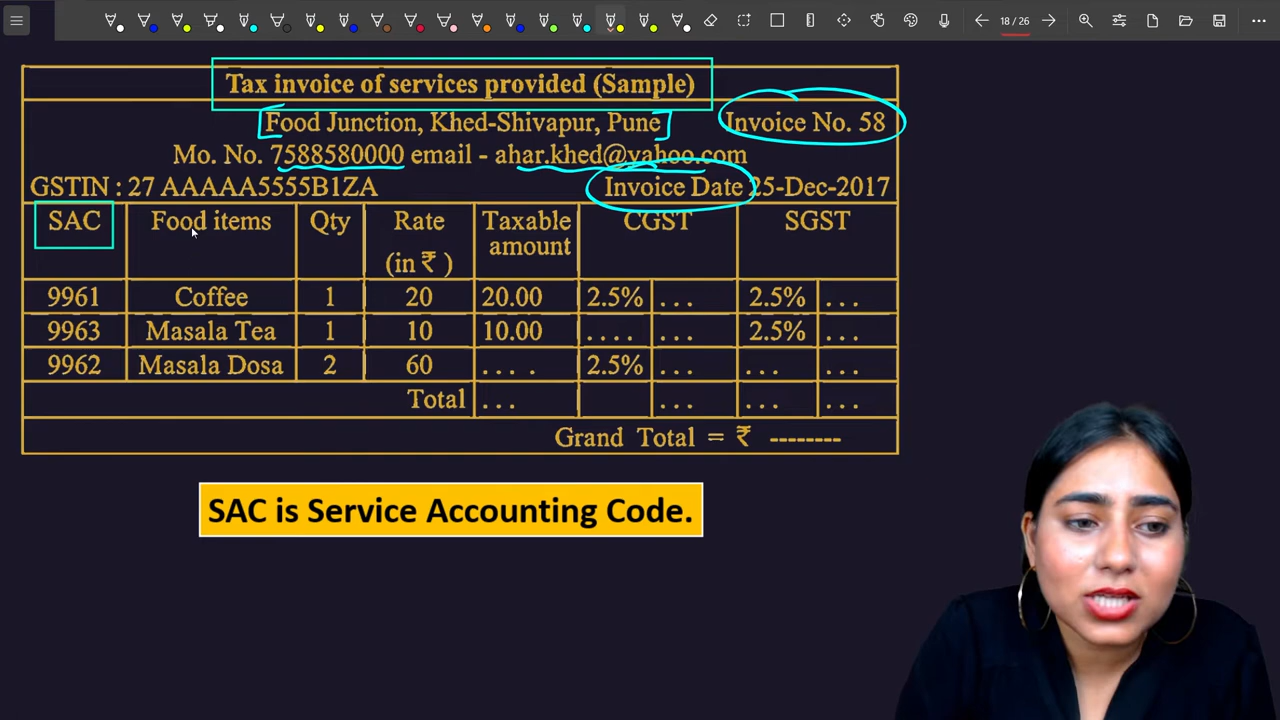 18 / 26
Tax invoice of services provided (Sample)
Food Junction, Khed-Shivapur, Pune Invoice No. 58
Mo. No. 7588580000 email - ahar.khed@yahoo.com
GSTIN : 27 AAAAA5555B1ZA Invoice Date 25-Dec-2017
SAC Food items Qty Rate (in ₹ ) Taxable amount CGST SGST
9961 Coffee 1 20 20.00 2.5% ... 2.5% ...
9963 Masala Tea 1 10 10.00 .... ... 2.5% ...
9962 Masala Dosa 2 60 .... 2.5% ... ... ...
Total ... ... ... ...
Grand Total = ₹ --------
SAC is Service Accounting Code.